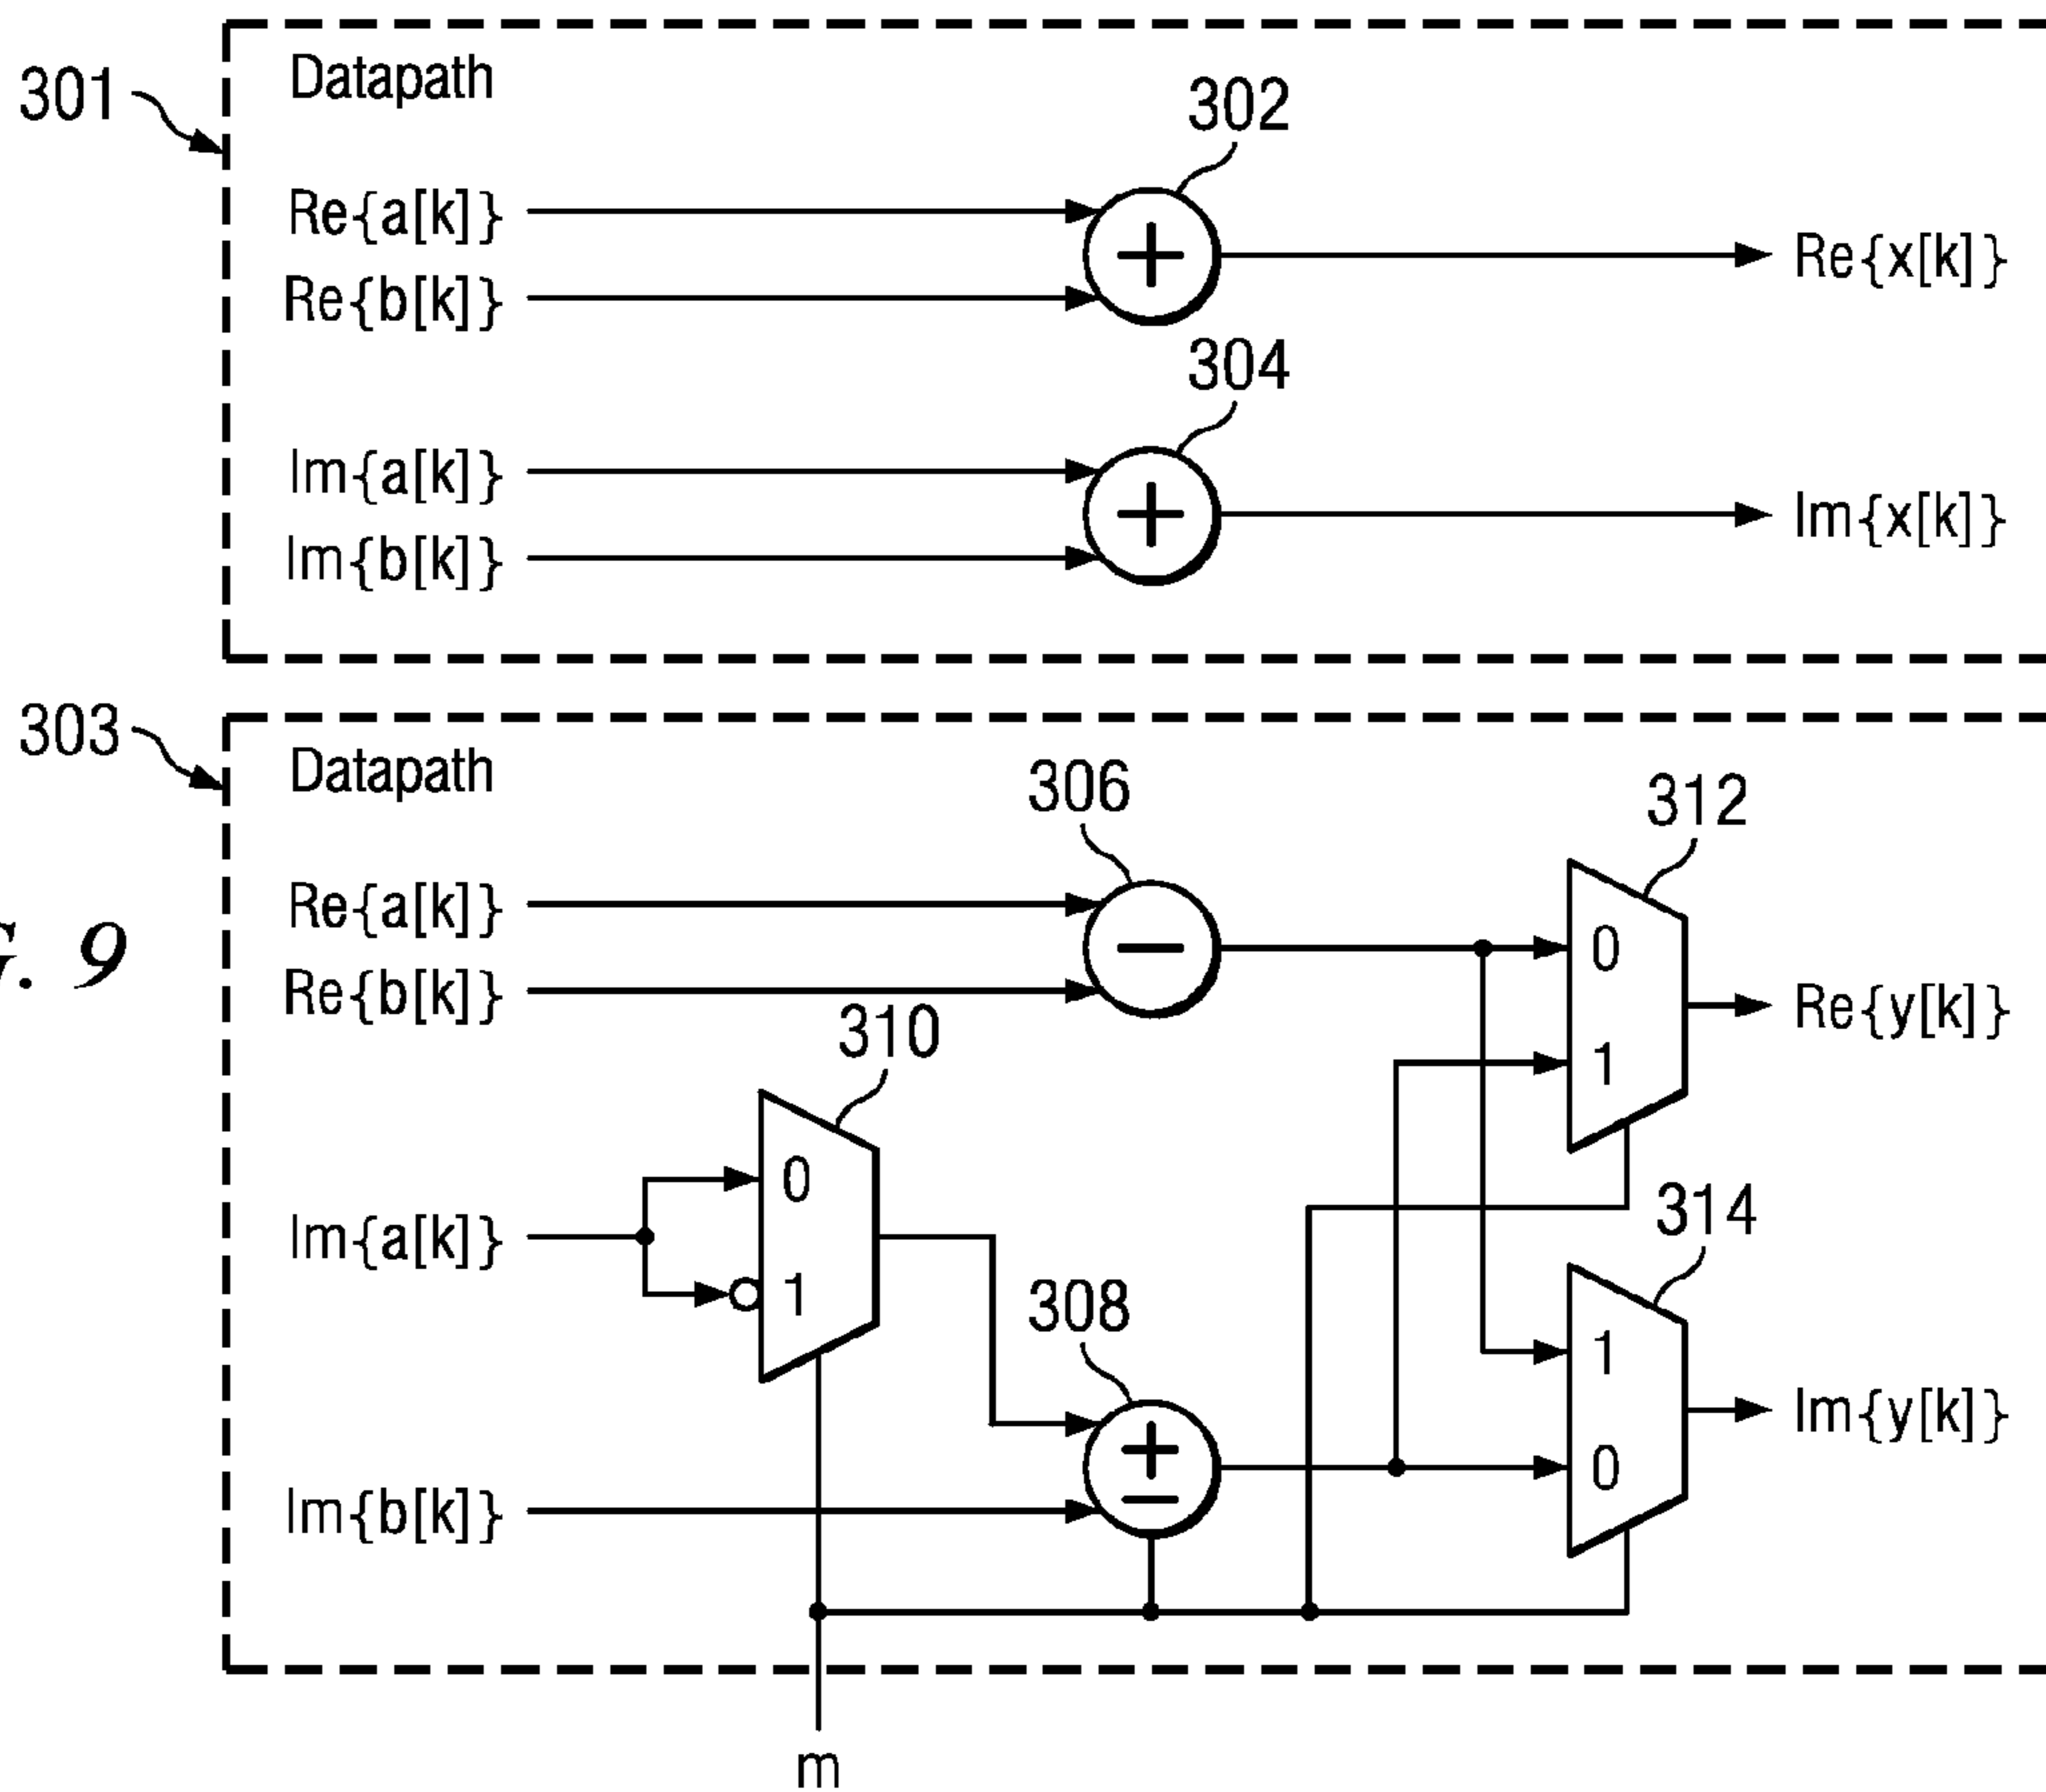 301
Datapath
302
Re{a[k]}
Re{b[k]}
+
Re{x[k]}
304
Im{a[k]}
Im{b[k]}
+
Im{x[k]}
303
Datapath
306
312
Re{a[k]}
Re{b[k]}
−
0
1
Re{y[k]}
. 9
310
0
1
Im{a[k]}
314
308
±
1
0
Im{y[k]}
Im{b[k]}
m